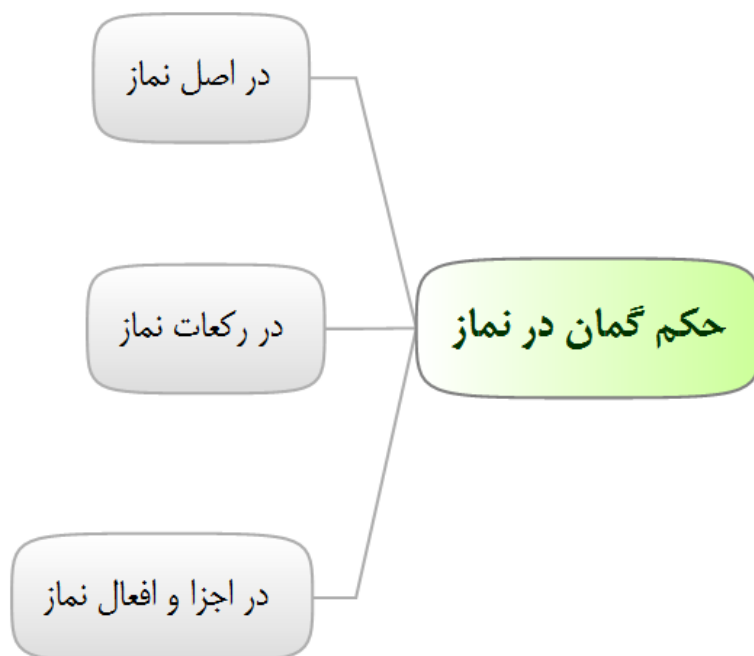 حکم گمان در نماز
در اصل نماز
در رکعات نماز
در اجزا و افعال نماز